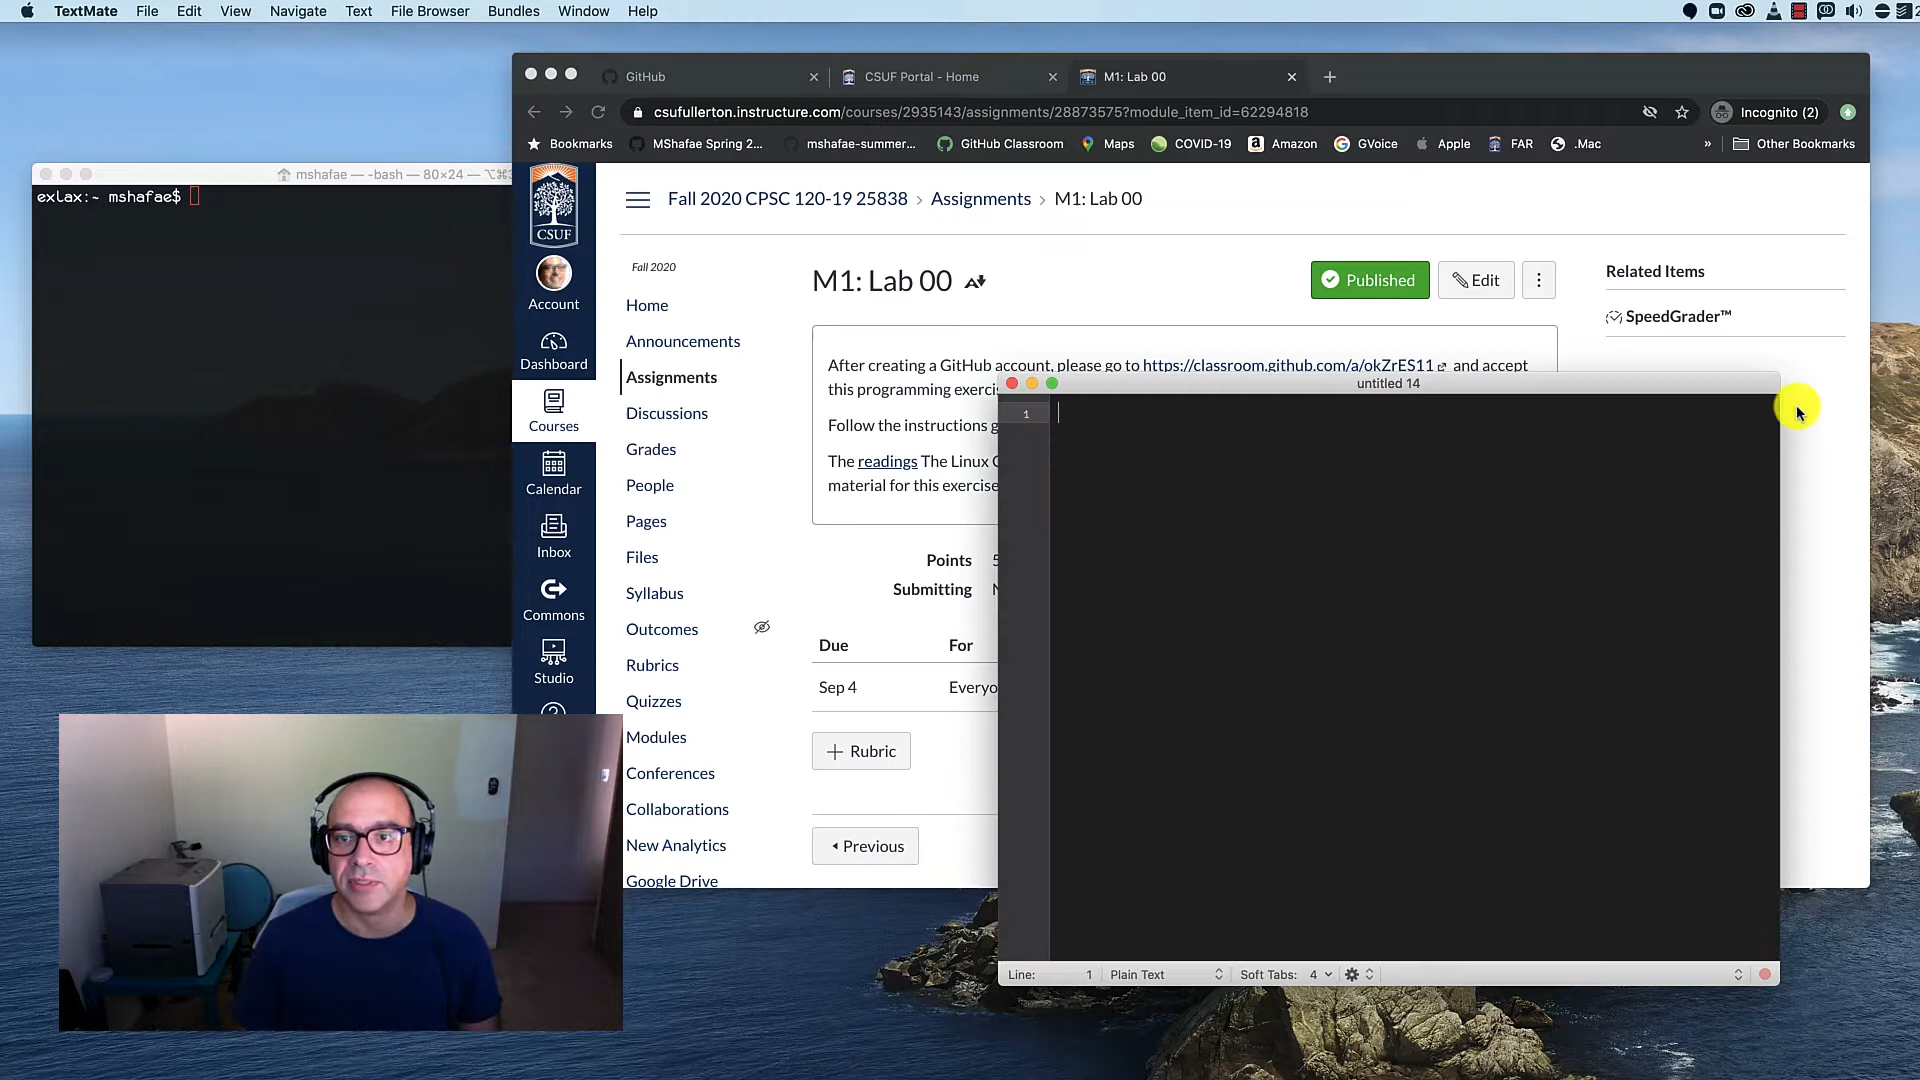 TextMate File Edit View Navigate Text File Browser Bundles Window Help
GitHub
CSUF Portal - Home
M1: Lab 00
csufullerton.instructure.com/courses/2935143/assignments/28873575?module_item_id=62294818
Incognito (2)
Bookmarks MShafae Spring 2... mshafae-summer... GitHub Classroom Maps COVID-19 Amazon GVoice Apple FAR .Mac » Other Bookmarks
mshafae — -bash — 80×24 —
exlax:~ mshafae$
CSUF
Account
Dashboard
Courses
Calendar
Inbox
Commons
Studio
Fall 2020 CPSC 120-19 25838 › Assignments › M1: Lab 00
Fall 2020
Home
Announcements
Assignments
Discussions
Grades
People
Pages
Files
Syllabus
Outcomes
Rubrics
Quizzes
Modules
Conferences
Collaborations
New Analytics
Google Drive
M1: Lab 00
Published
Edit
Related Items
SpeedGrader™
After creating a GitHub account, please go to https://classroom.github.com/a/okZrES11 and accept
this programming exerci
Follow the instructions g
The readings The Linux
material for this exercise
Points
Submitting
Due For
Sep 4 Everyo
Rubric
Previous
untitled 14
1
Line: 1 Plain Text Soft Tabs: 4